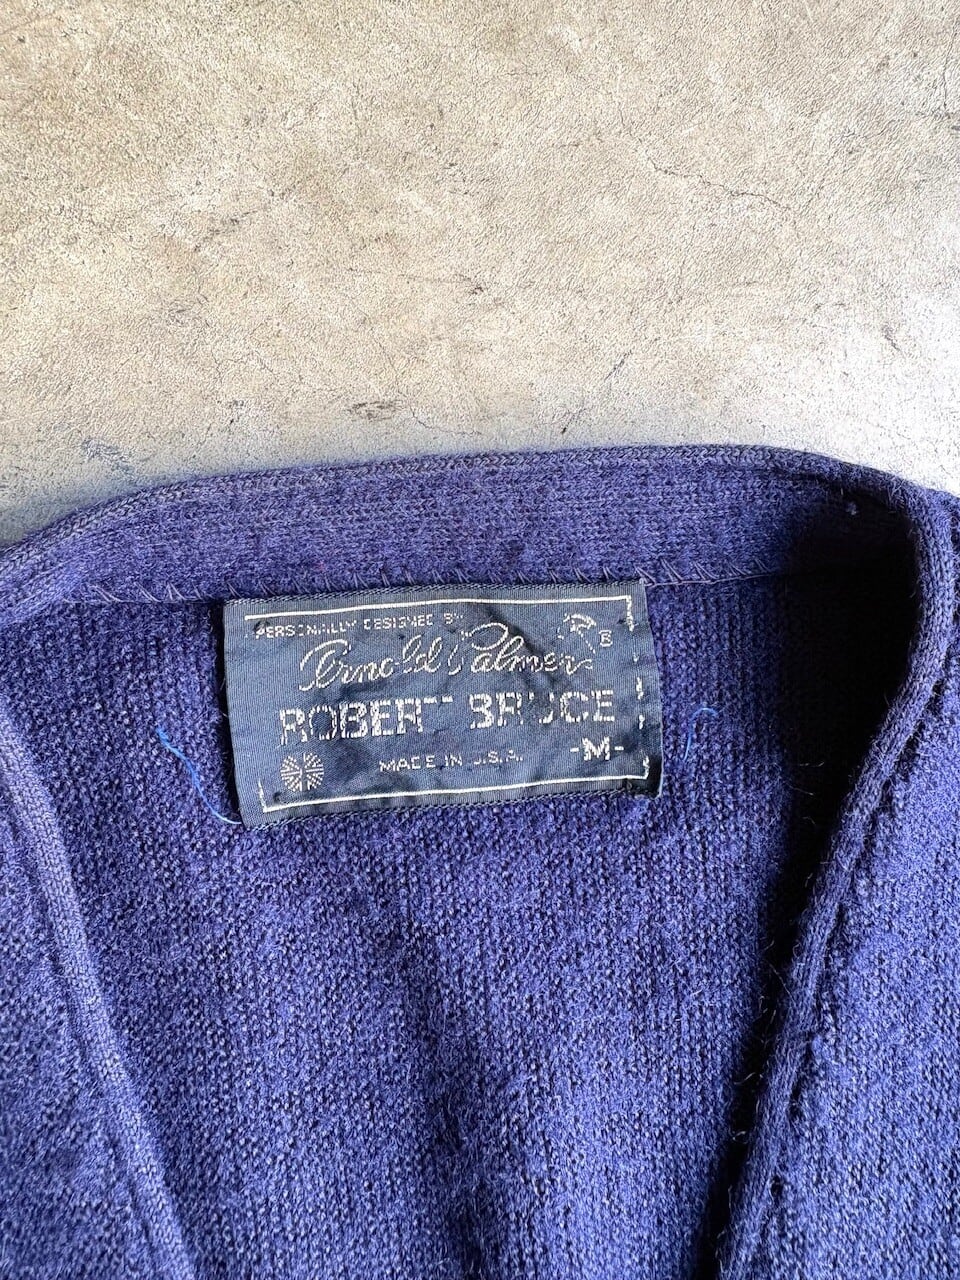 PERSONALLY DESIGNED BY
Arnold Palmer
ROBERT BRUCE
MADE IN U.S.A. -M-